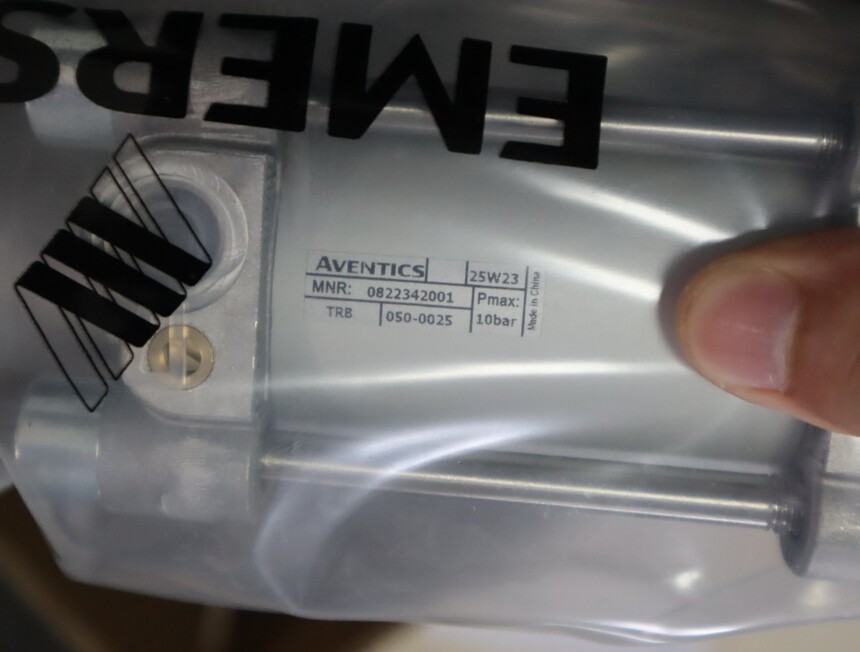 EMERS
AVENTICS 25W23
MNR: 0822342001 Pmax:
TRB 050-0025 10bar
Made in China